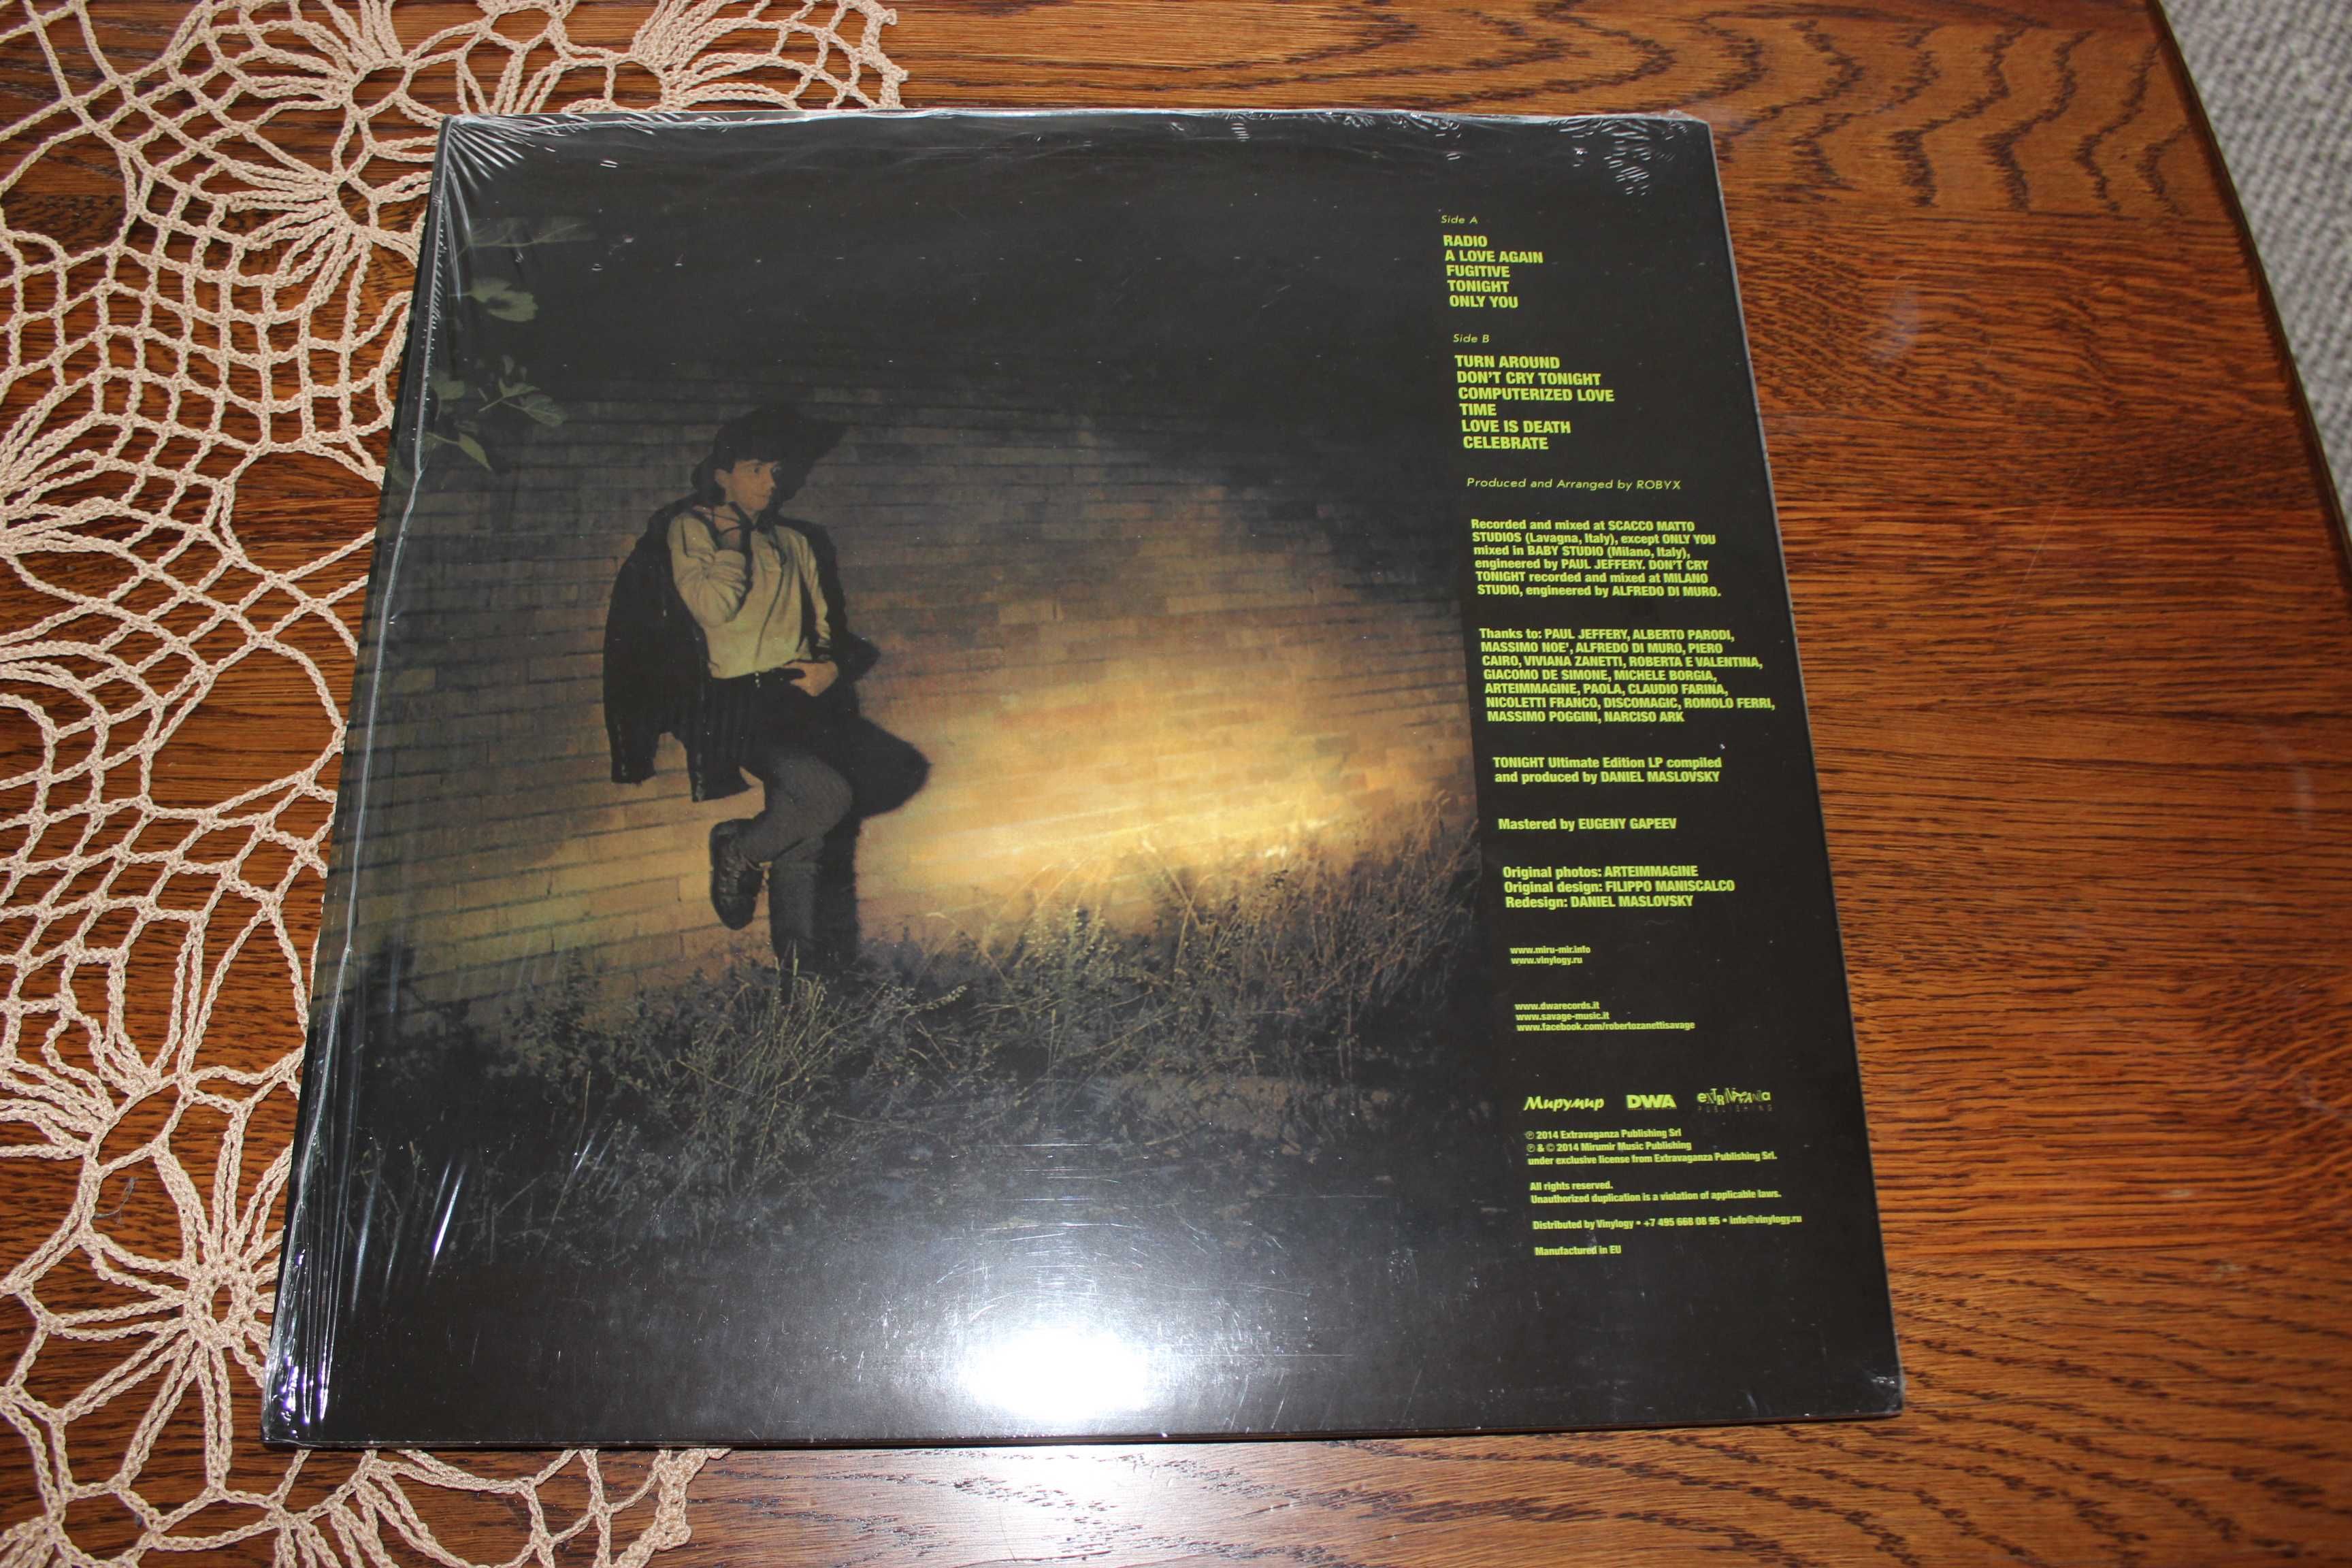 Side A
RADIO
A LOVE AGAIN
FUGITIVE
TONIGHT
ONLY YOU
Side B
TURN AROUND
DON'T CRY TONIGHT
COMPUTERIZED LOVE
TIME
LOVE IS DEATH
CELEBRATE
Produced and Arranged by ROBYX
Recorded and mixed at SCACCO MATTO
STUDIOS (Lavagna, Italy), except ONLY YOU
mixed in BABY STUDIO (Milano, Italy),
engineered by PAUL JEFFERY. DON'T CRY
TONIGHT recorded and mixed at MILANO
STUDIO, engineered by ALFREDO DI MURO.
Thanks to: PAUL JEFFERY, ALBERTO PARODI,
MASSIMO NOE', ALFREDO DI MURO, PIERO
CAIRO, VIVIANA ZANETTI, ROBERTA E VALENTINA,
GIACOMO DE SIMONE, MICHELE BORGIA,
ARTEIMMAGINE, PAOLA, CLAUDIO FARINA,
NICOLETTI FRANCO, DISCOMAGIC, ROMOLO FERRI,
MASSIMO POGGINI, NARCISO ARK
TONIGHT Ultimate Edition LP compiled
and produced by DANIEL MASLOVSKY
Mastered by EUGENY GAPEEV
Original photos: ARTEIMMAGINE
Original design: FILIPPO MANISCALCO
Redesign: DANIEL MASLOVSKY
www.miru-mir.info
www.vinylogy.ru
www.dwarecords.it
www.savage-music.it
www.facebook.com/robertozanettisavage
Мирумир DWA extravaganza
PUBLISHING
℗ 2014 Extravaganza Publishing Srl
℗ & © 2014 Mirumir Music Publishing
under exclusive license from Extravaganza Publishing Srl.
All rights reserved.
Unauthorized duplication is a violation of applicable laws.
Distributed by Vinylogy • +7 495 668 08 95 • info@vinylogy.ru
Manufactured in EU